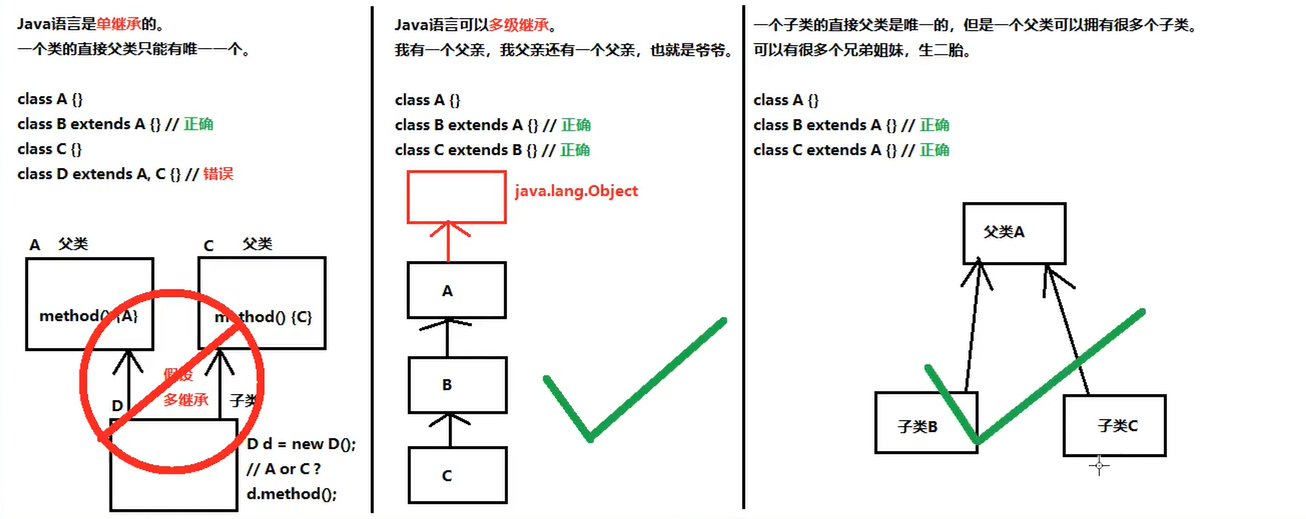 Java语言是单继承的。
一个类的直接父类只能有唯一一个。
class A {}
class B extends A {} // 正确
class C {}
class D extends A, C {} // 错误
A 父类
C 父类
method() {A}
method() {C}
假设
多继承
D
子类
D d = new D();
// A or C ?
d.method();
Java语言可以多级继承。
我有一个父亲，我父亲还有一个父亲，也就是爷爷。
class A {}
class B extends A {} // 正确
class C extends B {} // 正确
java.lang.Object
A
B
C
一个子类的直接父类是唯一的，但是一个父类可以拥有很多个子类。
可以有很多个兄弟姐妹，生二胎。
class A {}
class B extends A {} // 正确
class C extends A {} // 正确
父类A
子类B
子类C